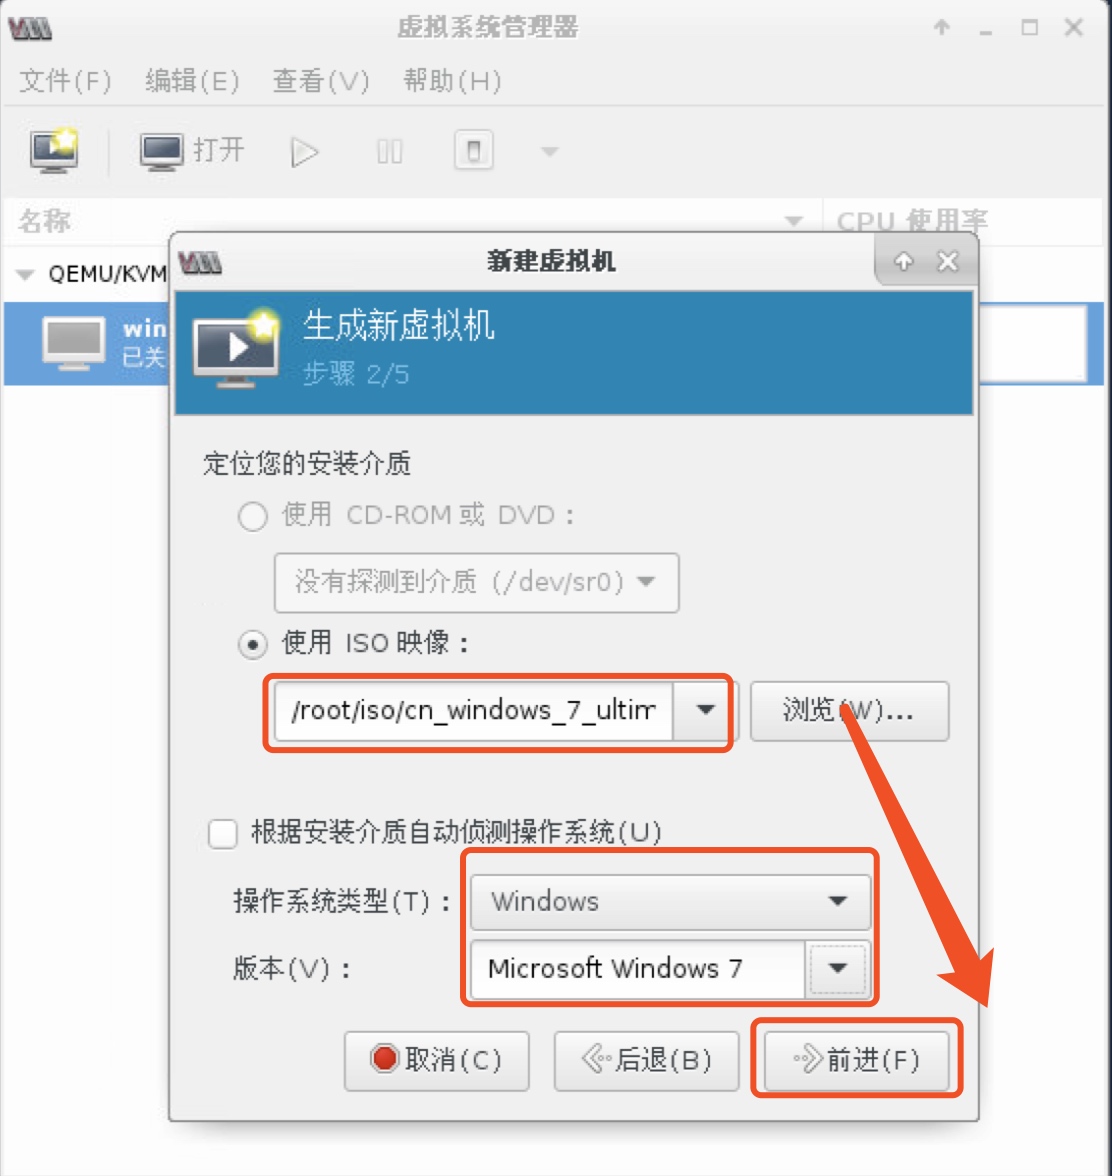 虚拟系统管理器
文件(F) 编辑(E) 查看(V) 帮助(H)
打开
名称 CPU 使用率
QEMU/KVM
win
已关
新建虚拟机
生成新虚拟机
步骤 2/5
定位您的安装介质
使用 CD-ROM 或 DVD：
没有探测到介质 (/dev/sr0)
使用 ISO 映像：
/root/iso/cn_windows_7_ultim
浏览(W)...
根据安装介质自动侦测操作系统(U)
操作系统类型(T)： Windows
版本(V)： Microsoft Windows 7
取消(C) 后退(B) 前进(F)